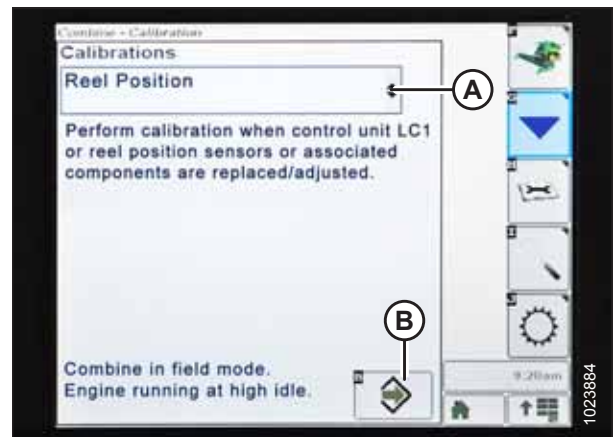 Combine - Calibration
Calibrations
Reel Position
A
Perform calibration when control unit LC1
or reel position sensors or associated
components are replaced/adjusted.
B
Combine in field mode.
Engine running at high idle.
9:20am
1023884